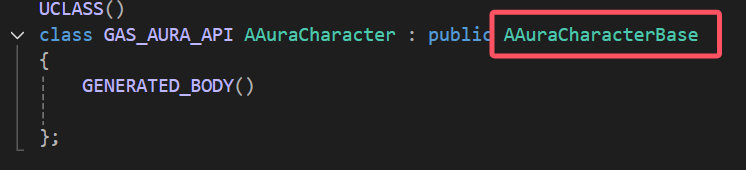 UCLASS()
class GAS_AURA_API AAuraCharacter : public AAuraCharacterBase
{
GENERATED_BODY()
};